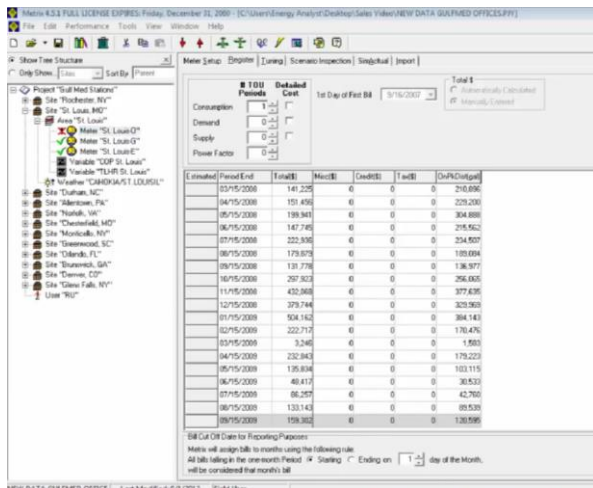 Metrix 4.51 FULL LICENSE EXPIRES: Friday, December 31, 2080 - [C:\Users\Energy Analyst\Desktop\Sales Video\NEW DATA GULFMED OFFICES.PFF]
File Edit Performance Tools View Window Help
Show Tree Structure
Only Show... Sites Sort By Parent
Project "Gulf Med Stations"
Site "Rochester, NY"
Site "St. Louis, MO"
Area "St. Louis"
Meter "St. Louis O"
Meter "St. Louis G"
Meter "St. Louis E"
Variable "COP St. Louis"
Variable "TLHR St. Louis"
Weather "CAHOKIA/ST. LOUIS/IL"
Site "Durham, NC"
Site "Allentown, PA"
Site "Norfolk, VA"
Site "Chesterfield, MO"
Site "Monticello, NY"
Site "Greenwood, SC"
Site "Orlando, FL"
Site "Brunswick, GA"
Site "Denver, CO"
Site "Glens Falls, NY"
User "RU"
Meter Setup Register Tuning Scenario Inspection SimActual Import
# TOU Periods Detailed Cost
Consumption 1
Demand 0
Supply 0
Power Factor 0
1st Day of First Bill 9/16/2007
Total $
Automatically Calculated
Manually Entered
Estimated Period End Total($) Misc($) Credit($) Tax($) OnPkDist(gal)
03/15/2008 141,225 0 0 0 210,896
04/15/2008 151,456 0 0 0 229,200
05/15/2008 199,941 0 0 0 304,888
06/15/2008 147,745 0 0 0 215,562
07/15/2008 222,936 0 0 0 234,507
08/15/2008 179,879 0 0 0 189,084
09/15/2008 131,778 0 0 0 136,977
10/15/2008 297,923 0 0 0 256,065
11/15/2008 432,068 0 0 0 377,635
12/15/2008 379,744 0 0 0 329,969
01/15/2009 504,162 0 0 0 384,143
02/15/2009 222,717 0 0 0 170,476
03/15/2009 3,246 0 0 0 1,583
04/15/2009 232,843 0 0 0 179,223
05/15/2009 135,834 0 0 0 103,115
06/15/2009 48,417 0 0 0 30,533
07/15/2009 86,257 0 0 0 42,760
08/15/2009 133,143 0 0 0 89,539
09/15/2009 159,302 0 0 0 120,595
Bill Cut Off Date for Reporting Purposes
Metrix will assign bills to months using the following rule:
All bills falling in the one-month Period Starting Ending on 1 day of the Month,
will be considered that month's bill